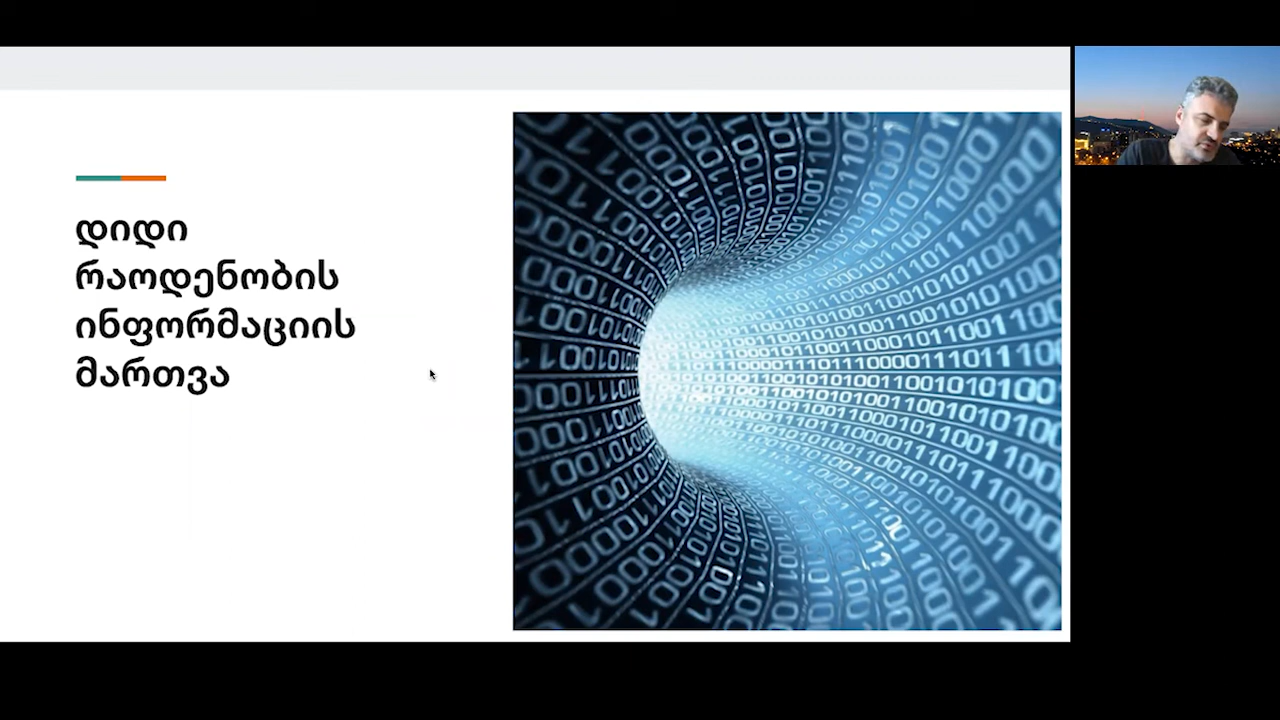 დიდი
რაოდენობის
ინფორმაციის
მართვა